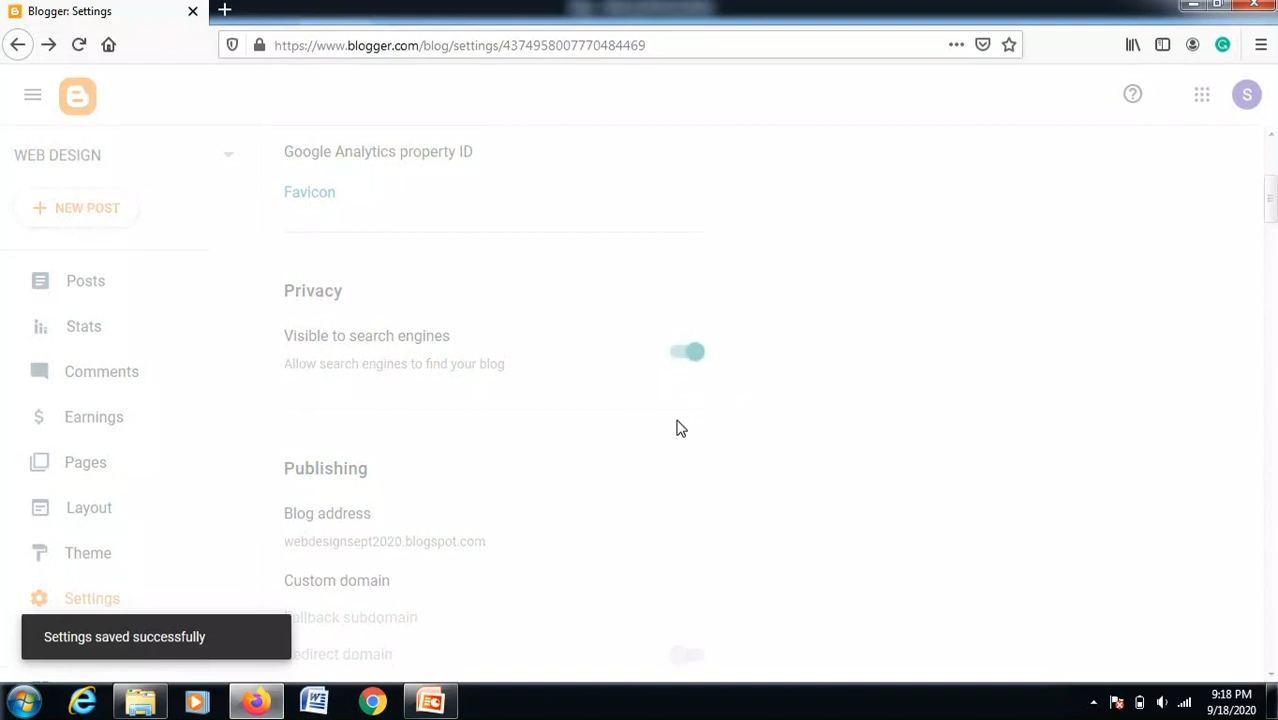 Blogger: Settings
https://www.blogger.com/blog/settings/4374958007770484469
S
WEB DESIGN
NEW POST
Posts
Stats
Comments
Earnings
Pages
Layout
Theme
Settings
Google Analytics property ID
Favicon
Privacy
Visible to search engines
Allow search engines to find your blog
Publishing
Blog address
webdesignsept2020.blogspot.com
Custom domain
allback subdomain
edirect domain
Settings saved successfully
9:18 PM
9/18/2020